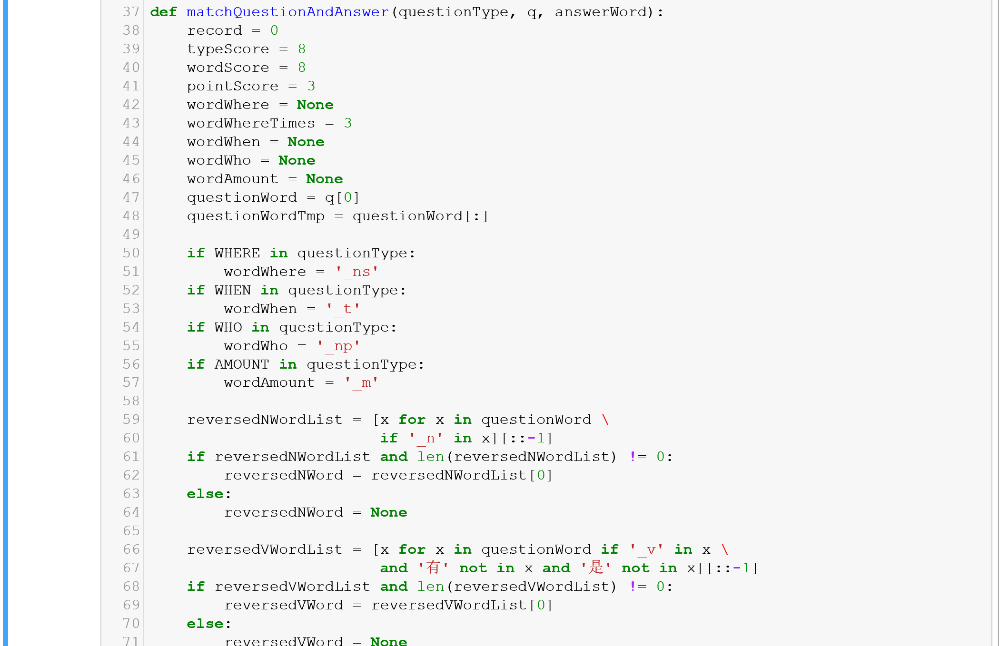 37 def matchQuestionAndAnswer(questionType, q, answerWord):
38     record = 0
39     typeScore = 8
40     wordScore = 8
41     pointScore = 3
42     wordWhere = None
43     wordWhereTimes = 3
44     wordWhen = None
45     wordWho = None
46     wordAmount = None
47     questionWord = q[0]
48     questionWordTmp = questionWord[:]
49
50     if WHERE in questionType:
51         wordWhere = '_ns'
52     if WHEN in questionType:
53         wordWhen = '_t'
54     if WHO in questionType:
55         wordWho = '_np'
56     if AMOUNT in questionType:
57         wordAmount = '_m'
58
59     reversedNWordList = [x for x in questionWord \
60                          if '_n' in x][::-1]
61     if reversedNWordList and len(reversedNWordList) != 0:
62         reversedNWord = reversedNWordList[0]
63     else:
64         reversedNWord = None
65
66     reversedVWordList = [x for x in questionWord if '_v' in x \
67                          and '有' not in x and '是' not in x][::-1]
68     if reversedVWordList and len(reversedVWordList) != 0:
69         reversedVWord = reversedVWordList[0]
70     else:
71         reversedVWord = None